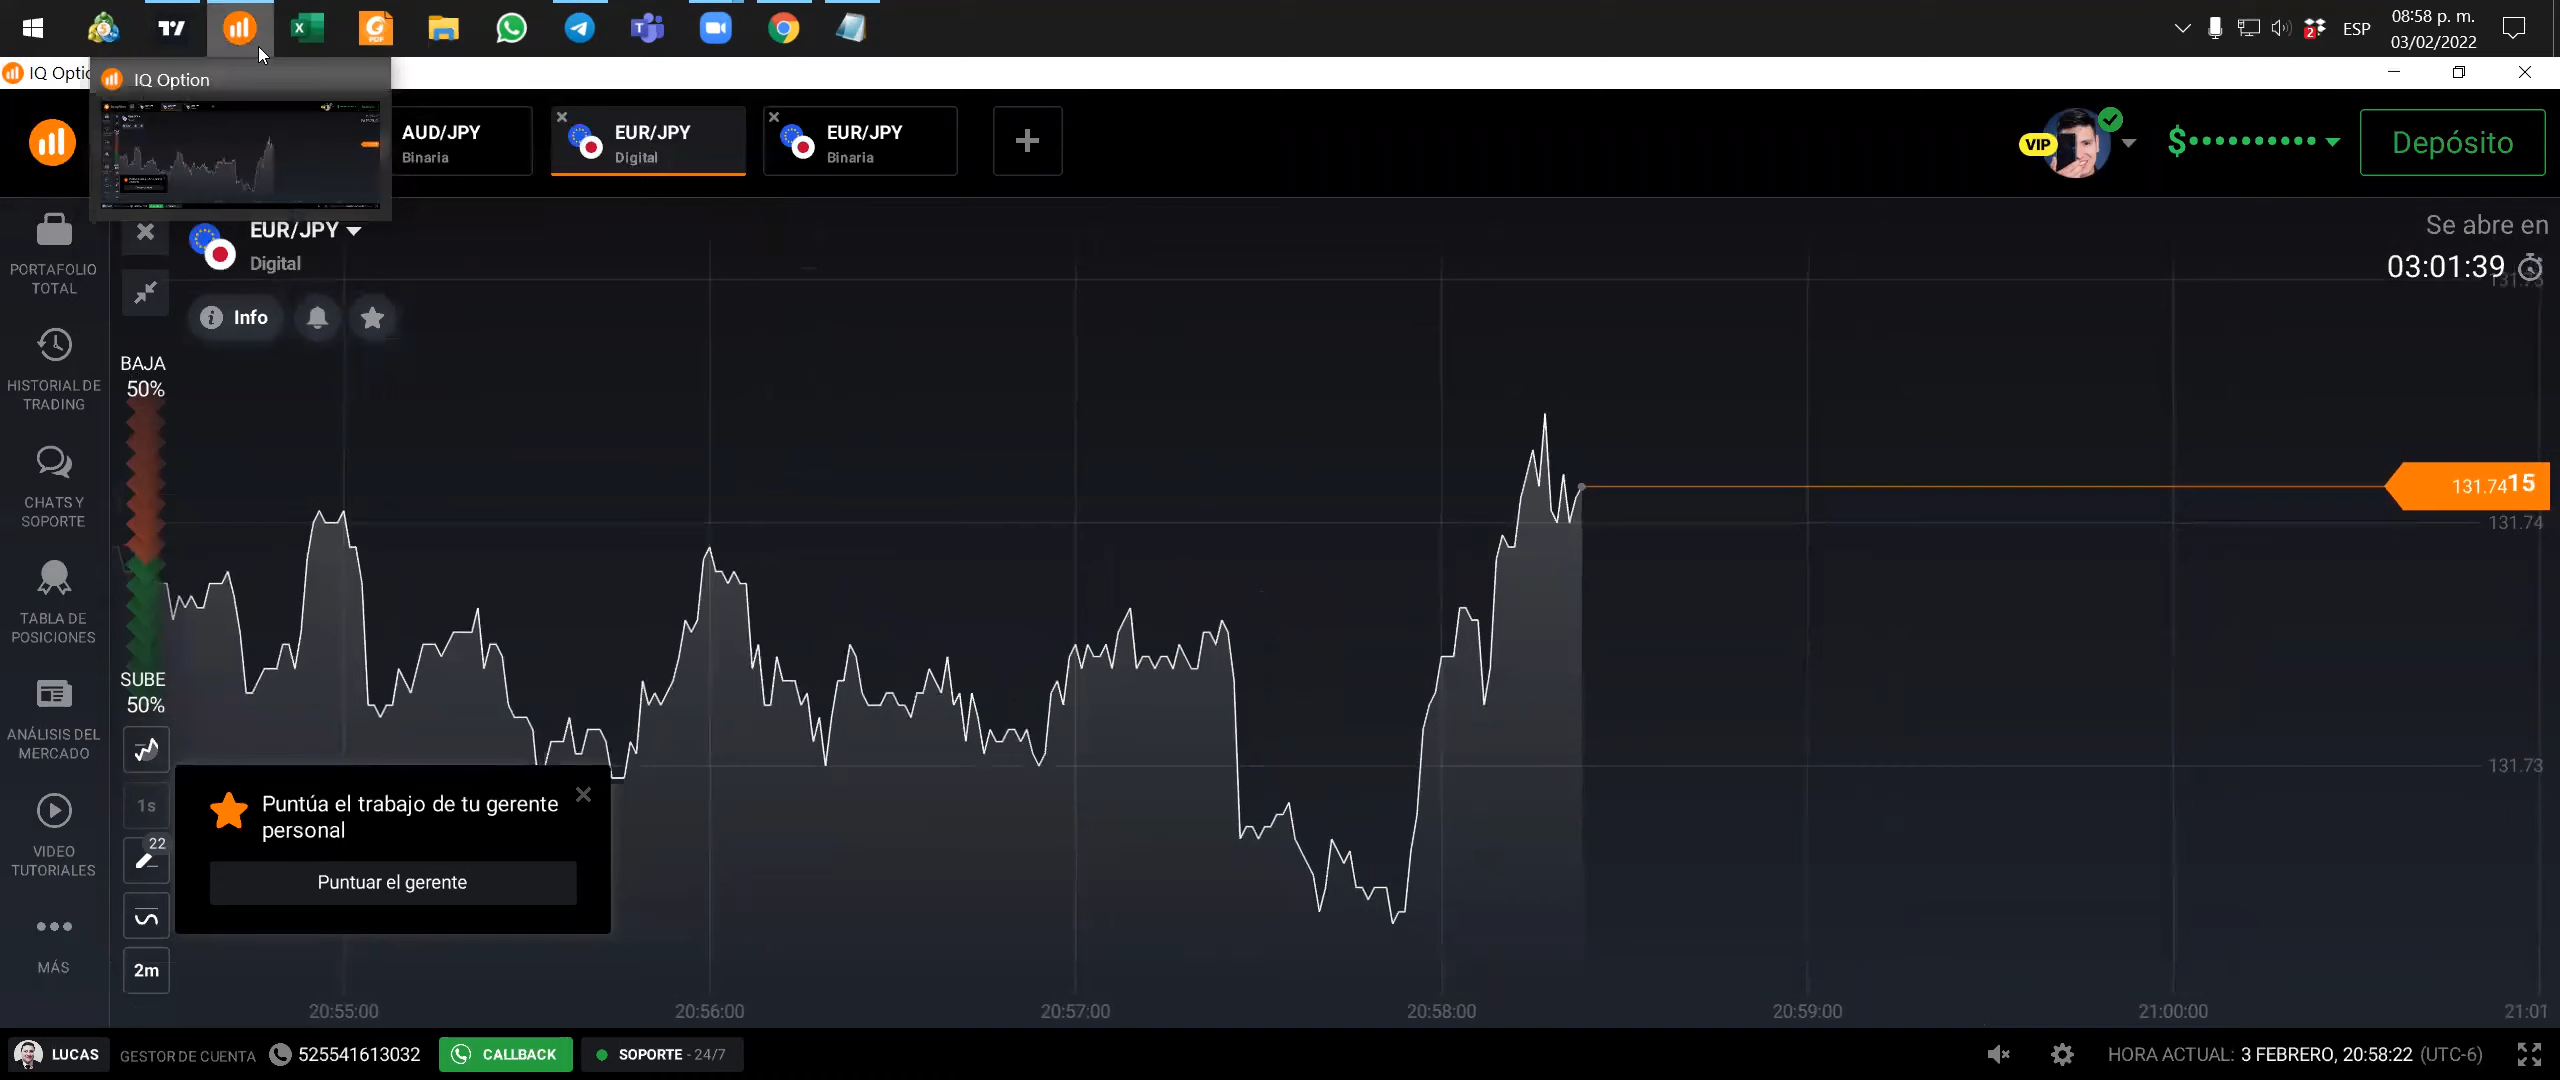 08:58 p. m.
ESP
2
03/02/2022
IQ Option
AUD/JPY
Binaria
EUR/JPY
Digital
EUR/JPY
Binaria
VIP
$
Depósito
PORTAFOLIO
TOTAL
EUR/JPY
Digital
Se abre en
03:01:39
Info
HISTORIAL DE
TRADING
BAJA
50%
CHATS Y
SOPORTE
131.7415
131.74
TABLA DE
POSICIONES
SUBE
50%
ANÁLISIS DEL
MERCADO
131.73
1s
Puntúa el trabajo de tu gerente
personal
22
VIDEO
TUTORIALES
Puntuar el gerente
MÁS
2m
20:55:00
20:56:00
20:57:00
20:58:00
20:59:00
21:00:00
21:01
LUCAS
GESTOR DE CUENTA
525541613032
CALLBACK
SOPORTE - 24/7
HORA ACTUAL: 3 FEBRERO, 20:58:22 (UTC-6)